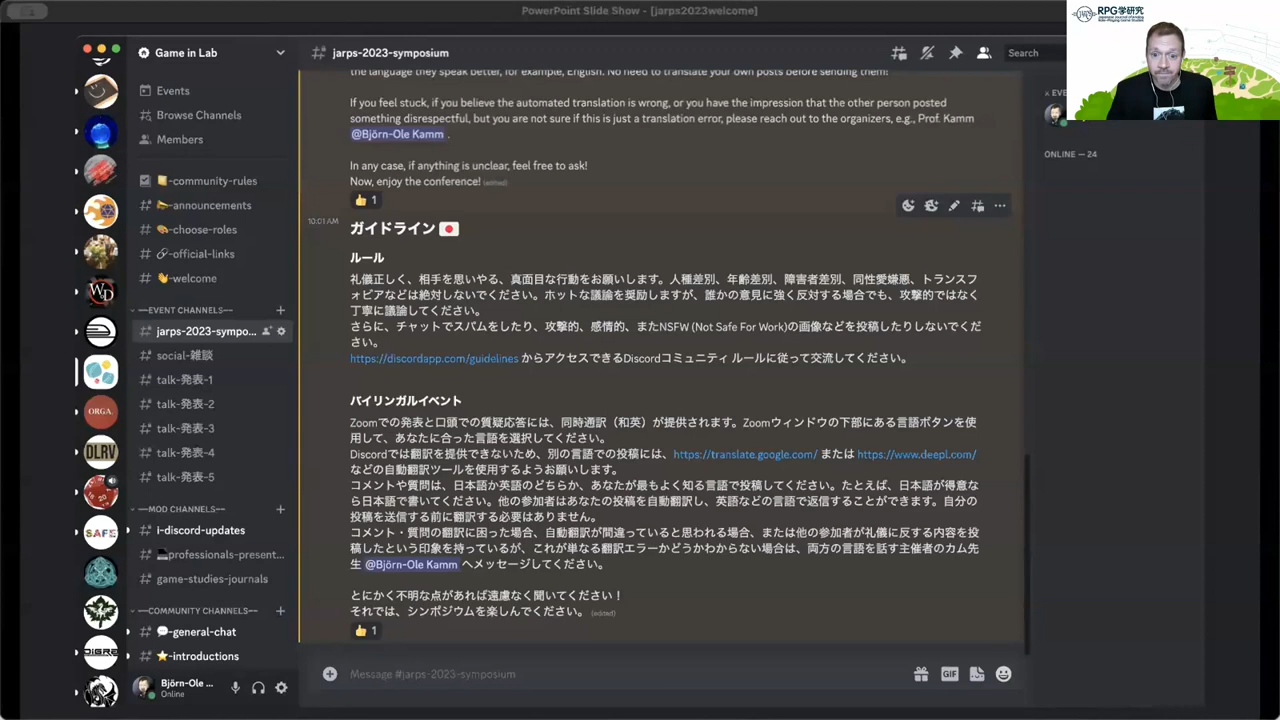 PowerPoint Slide Show - [jarps2023welcome]
RPG学研究
Game in Lab
jarps-2023-symposium
Search
Events
Browse Channels
Members
community-rules
-announcements
-choose-roles
-official-links
-welcome
EVENT CHANNELS
jarps-2023-sympo...
social-雑談
talk-発表-1
talk-発表-2
talk-発表-3
talk-発表-4
talk-発表-5
MOD CHANNELS
i-discord-updates
professionals-present...
game-studies-journals
COMMUNITY CHANNELS
-general-chat
-introductions
WD
ORGA.
DLRV
SAFE
DiGRA
Björn-Ole ...
Online
the language they speak better, for example, English. No need to translate your own posts before sending them!
If you feel stuck, if you believe the automated translation is wrong, or you have the impression that the other person posted
something disrespectful, but you are not sure if this is just a translation error, please reach out to the organizers, e.g., Prof. Kamm
@Björn-Ole Kamm .
In any case, if anything is unclear, feel free to ask!
Now, enjoy the conference! (edited)
1
10:01 AM
ガイドライン
ルール
礼儀正しく、相手を思いやる、真面目な行動をお願いします。人種差別、年齢差別、障害者差別、同性愛嫌悪、トランスフ
ォビアなどは絶対しないでください。ホットな議論を奨励しますが、誰かの意見に強く反対する場合でも、攻撃的ではなく
丁寧に議論してください。
さらに、チャットでスパムをしたり、攻撃的、感情的、またNSFW (Not Safe For Work)の画像などを投稿したりしないでくだ
さい。
https://discordapp.com/guidelines からアクセスできるDiscordコミュニティ ルールに従って交流してください。
バイリンガルイベント
Zoomでの発表と口頭での質疑応答には、同時通訳（和英）が提供されます。Zoomウィンドウの下部にある言語ボタンを使
用して、あなたに合った言語を選択してください。
Discordでは翻訳を提供できないため、別の言語での投稿には、https://translate.google.com/ または https://www.deepl.com/
などの自動翻訳ツールを使用するようお願いします。
コメントや質問は、日本語か英語のどちらか、あなたが最もよく知る言語で投稿してください。たとえば、日本語が得意な
ら日本語で書いてください。他の参加者はあなたの投稿を自動翻訳し、英語などの言語で返信することができます。自分の
投稿を送信する前に翻訳する必要はありません。
コメント・質問の翻訳に困った場合、自動翻訳が間違っていると思われる場合、または他の参加者が礼儀に反する内容を投
稿したという印象を持っているが、これが単なる翻訳エラーかどうかわからない場合は、両方の言語を話す主催者のカム先
生 @Björn-Ole Kamm へメッセージしてください。
とにかく不明な点があれば遠慮なく聞いてください！
それでは、シンポジウムを楽しんでください。 (edited)
1
Message #jarps-2023-symposium
GIF
ONLINE — 24